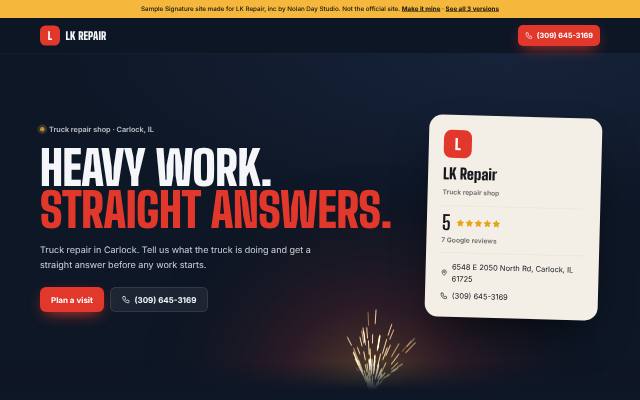 Sample Signature site made for LK Repair, inc by Nolan Day Studio. Not the official site. Make it mine · See all 3 versions
L LK REPAIR
(309) 645-3169
Truck repair shop · Carlock, IL
HEAVY WORK.
STRAIGHT ANSWERS.
Truck repair in Carlock. Tell us what the truck is doing and get a
straight answer before any work starts.
Plan a visit
(309) 645-3169
L
LK Repair
Truck repair shop
5
7 Google reviews
6548 E 2050 North Rd, Carlock, IL
61725
(309) 645-3169